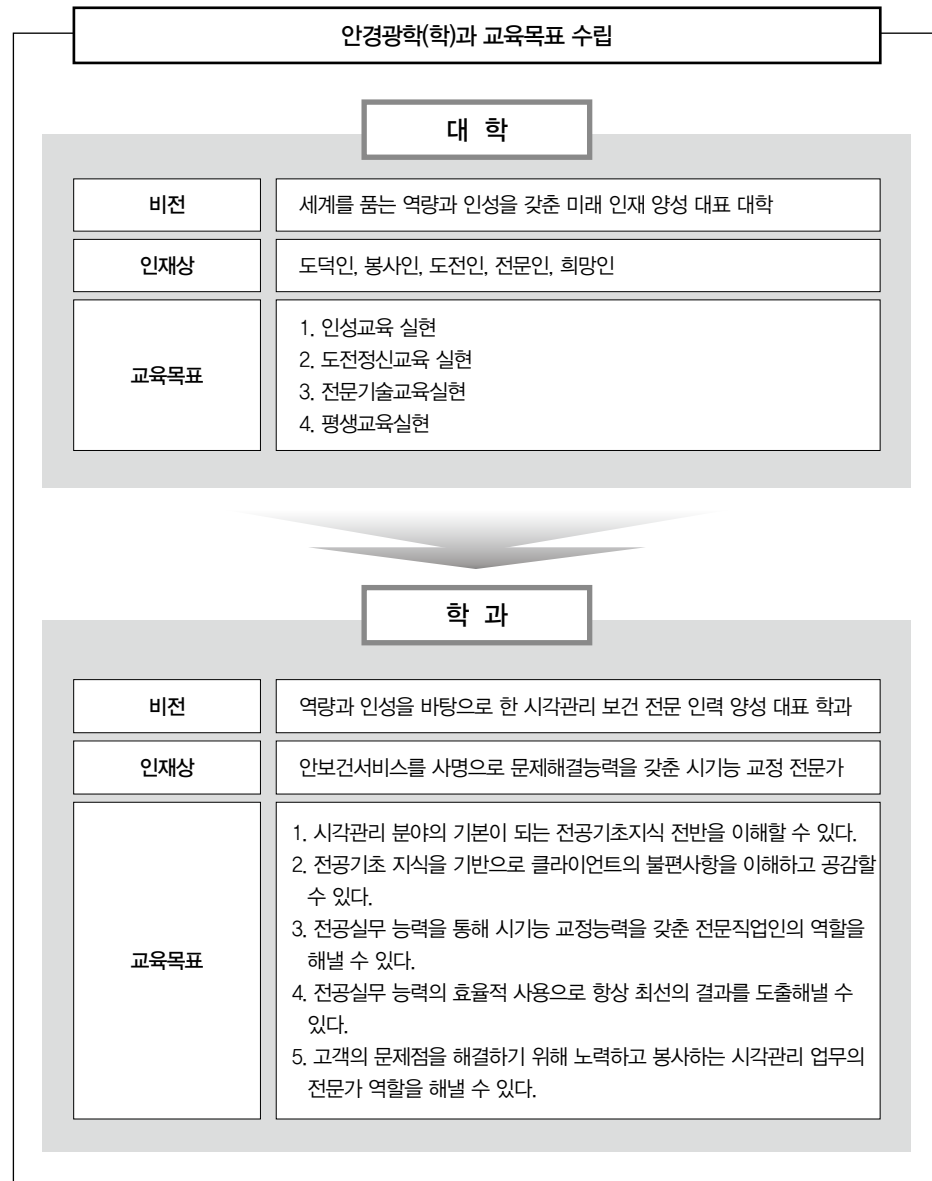 안경광학(학)과 교육목표 수립
대 학
비전
세계를 품는 역량과 인성을 갖춘 미래 인재 양성 대표 대학
인재상
도덕인, 봉사인, 도전인, 전문인, 희망인
교육목표
1. 인성교육 실현
2. 도전정신교육 실현
3. 전문기술교육실현
4. 평생교육실현
학 과
비전
역량과 인성을 바탕으로 한 시각관리 보건 전문 인력 양성 대표 학과
인재상
안보건서비스를 사명으로 문제해결능력을 갖춘 시기능 교정 전문가
교육목표
1. 시각관리 분야의 기본이 되는 전공기초지식 전반을 이해할 수 있다.
2. 전공기초 지식을 기반으로 클라이언트의 불편사항을 이해하고 공감할
수 있다.
3. 전공실무 능력을 통해 시기능 교정능력을 갖춘 전문직업인의 역할을
해낼 수 있다.
4. 전공실무 능력의 효율적 사용으로 항상 최선의 결과를 도출해낼 수
있다.
5. 고객의 문제점을 해결하기 위해 노력하고 봉사하는 시각관리 업무의
전문가 역할을 해낼 수 있다.